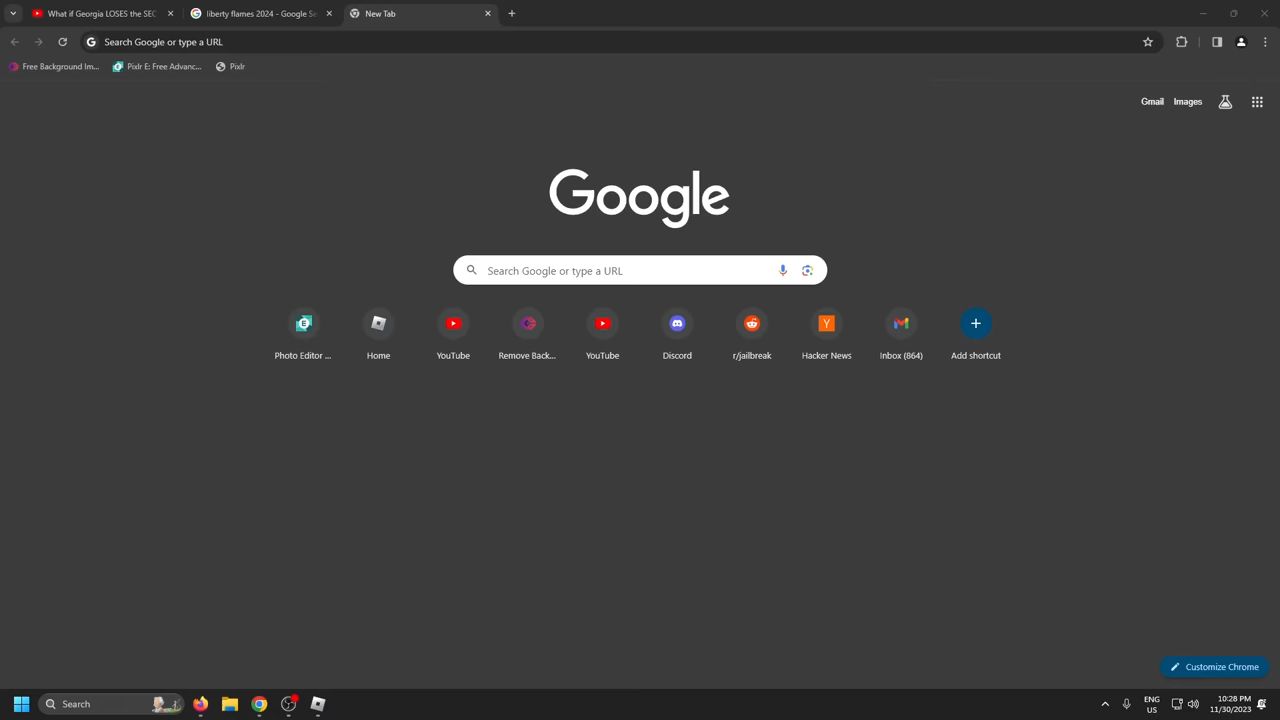 What if Georgia LOSES the SEC
liberty flames 2024 - Google Se
New Tab
Search Google or type a URL
Free Background Im...
Pixlr E: Free Advanc...
Pixlr
Gmail
Images
Google
Search Google or type a URL
Photo Editor ...
Home
YouTube
Remove Back...
YouTube
Discord
r/jailbreak
Hacker News
Inbox (864)
Add shortcut
Customize Chrome
Search
ENG
US
10:28 PM
11/30/2023